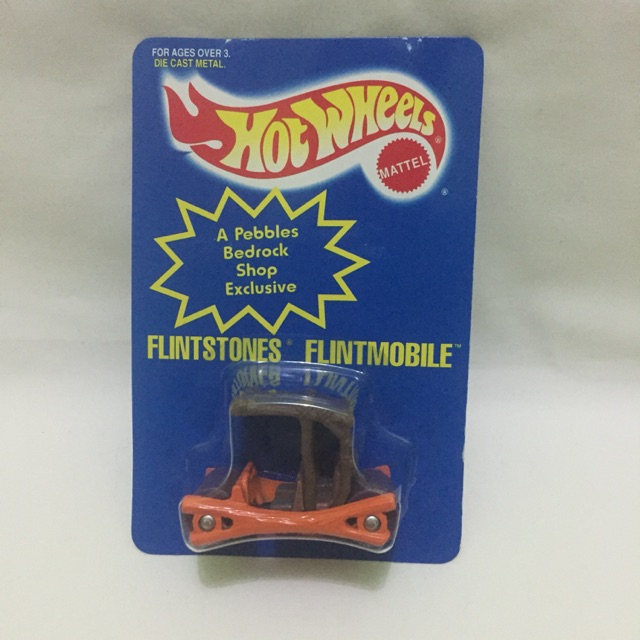 FOR AGES OVER 3.
DIE CAST METAL.
HOT WHEELS®
MATTEL
®
A Pebbles
Bedrock
Shop
Exclusive
FLINTSTONES® FLINTMOBILE™